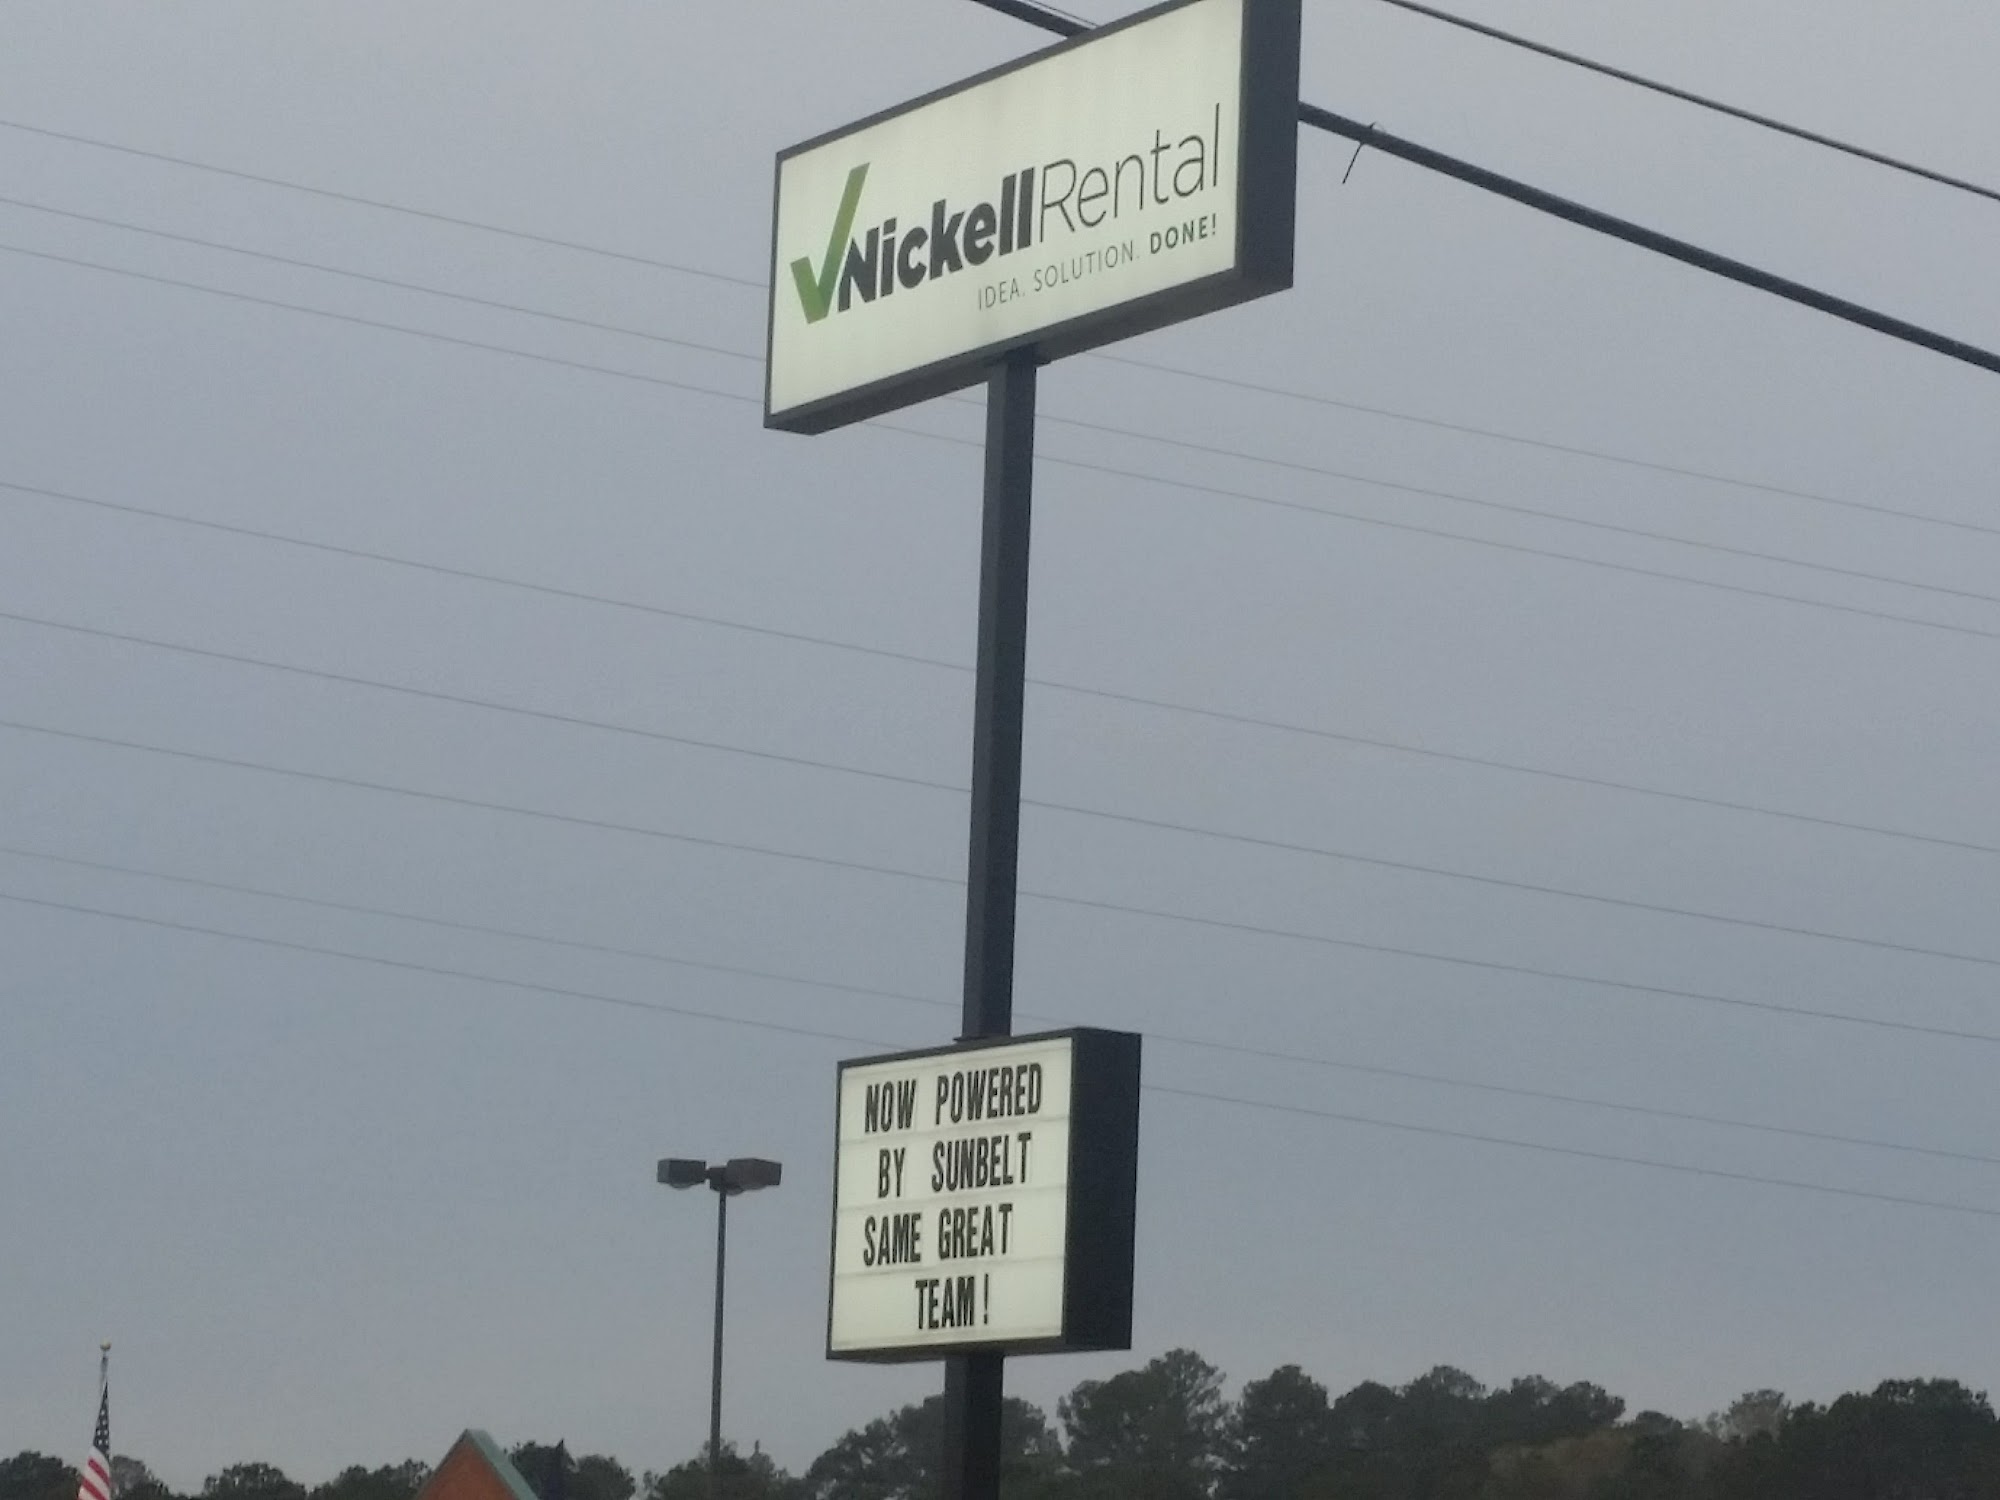 NickellRental
IDEA. SOLUTION. DONE!
NOW POWERED
BY SUNBELT
SAME GREAT
TEAM!